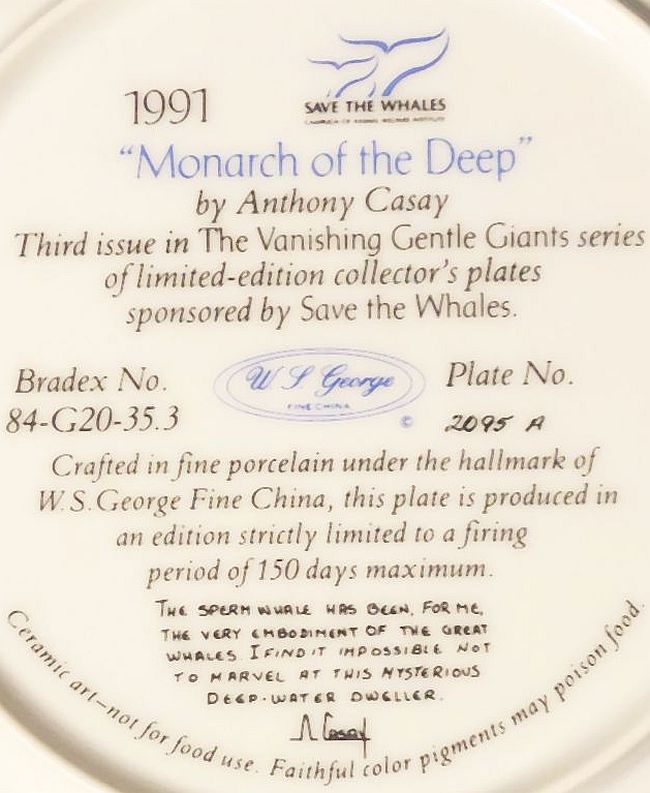 SAVE THE WHALES
1991
"Monarch of the Deep"
by Anthony Casay
Third issue in The Vanishing Gentle Giants series
of limited-edition collector's plates
sponsored by Save the Whales.
Bradex No.
84-G20-35.3
W S George
FINE CHINA
©
Plate No.
2095 A
Crafted in fine porcelain under the hallmark of
W.S.George Fine China, this plate is produced in
an edition strictly limited to a firing
period of 150 days maximum.
THE SPERM WHALE HAS BEEN, FOR ME,
THE VERY EMBODIMENT OF THE GREAT
WHALES. I FIND IT IMPOSSIBLE NOT
TO MARVEL AT THIS MYSTERIOUS
DEEP-WATER DWELLER.
A Casay
Ceramic art—not for food use. Faithful color pigments may poison food.